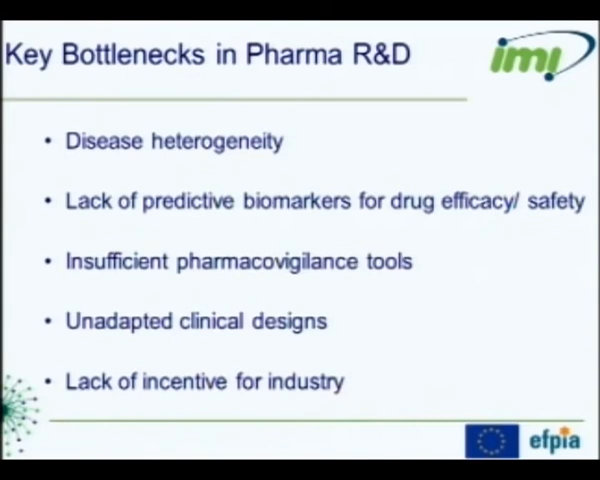 Key Bottlenecks in Pharma R&D
imi
• Disease heterogeneity
• Lack of predictive biomarkers for drug efficacy/ safety
• Insufficient pharmacovigilance tools
• Unadapted clinical designs
• Lack of incentive for industry
efpia